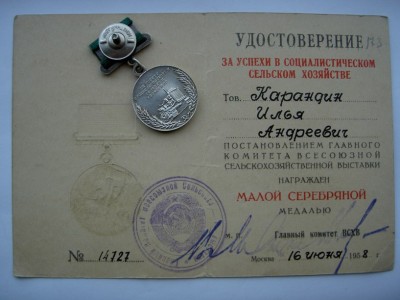 УДОСТОВЕРЕНИЕ
ЗА УСПЕХИ В СОЦИАЛИСТИЧЕСКОМ
СЕЛЬСКОМ ХОЗЯЙСТВЕ
Тов. Карандин
Илья
Андреевич
ПОСТАНОВЛЕНИЕМ ГЛАВНОГО
КОМИТЕТА ВСЕСОЮЗНОЙ
СЕЛЬСКОХОЗЯЙСТВЕННОЙ ВЫСТАВКИ
НАГРАЖДЕН
МАЛОЙ СЕРЕБРЯНОЙ
МЕДАЛЬЮ
м. п. Главный комитет ВСХВ
№ 14727
Москва 16 июня 1958 г.